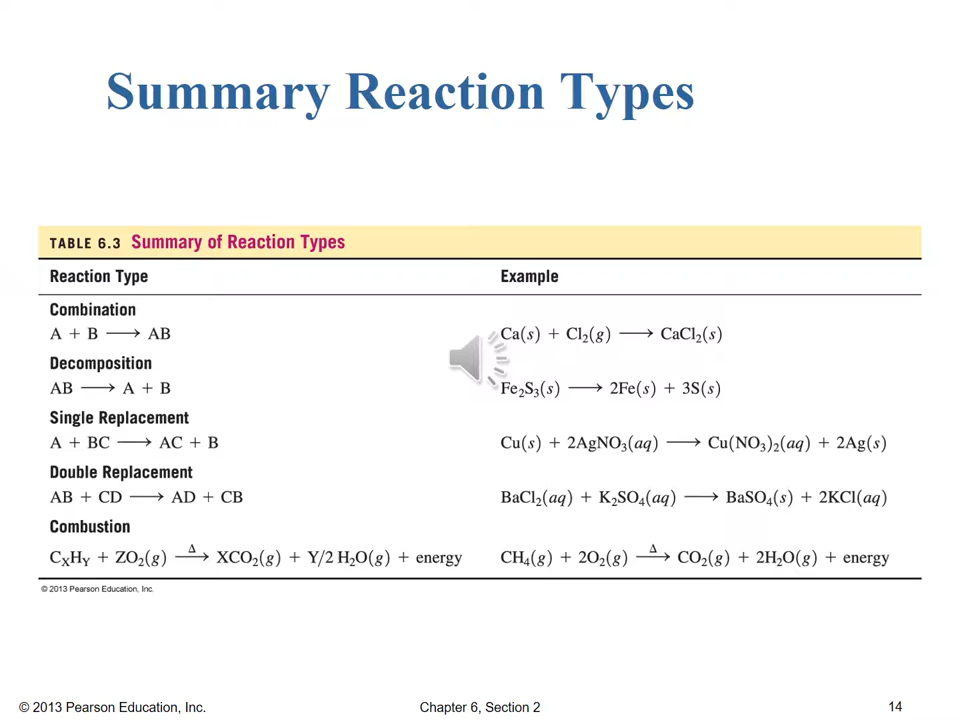 Summary Reaction Types
TABLE 6.3 Summary of Reaction Types
Reaction Type Example
Combination
A + B ⟶ AB Ca(s) + Cl₂(g) ⟶ CaCl₂(s)
Decomposition
AB ⟶ A + B Fe₂S₃(s) ⟶ 2Fe(s) + 3S(s)
Single Replacement
A + BC ⟶ AC + B Cu(s) + 2AgNO₃(aq) ⟶ Cu(NO₃)₂(aq) + 2Ag(s)
Double Replacement
AB + CD ⟶ AD + CB BaCl₂(aq) + K₂SO₄(aq) ⟶ BaSO₄(s) + 2KCl(aq)
Combustion
CXHY + ZO₂(g) Δ⟶ XCO₂(g) + Y/2 H₂O(g) + energy CH₄(g) + 2O₂(g) Δ⟶ CO₂(g) + 2H₂O(g) + energy
© 2013 Pearson Education, Inc.
© 2013 Pearson Education, Inc. Chapter 6, Section 2 14